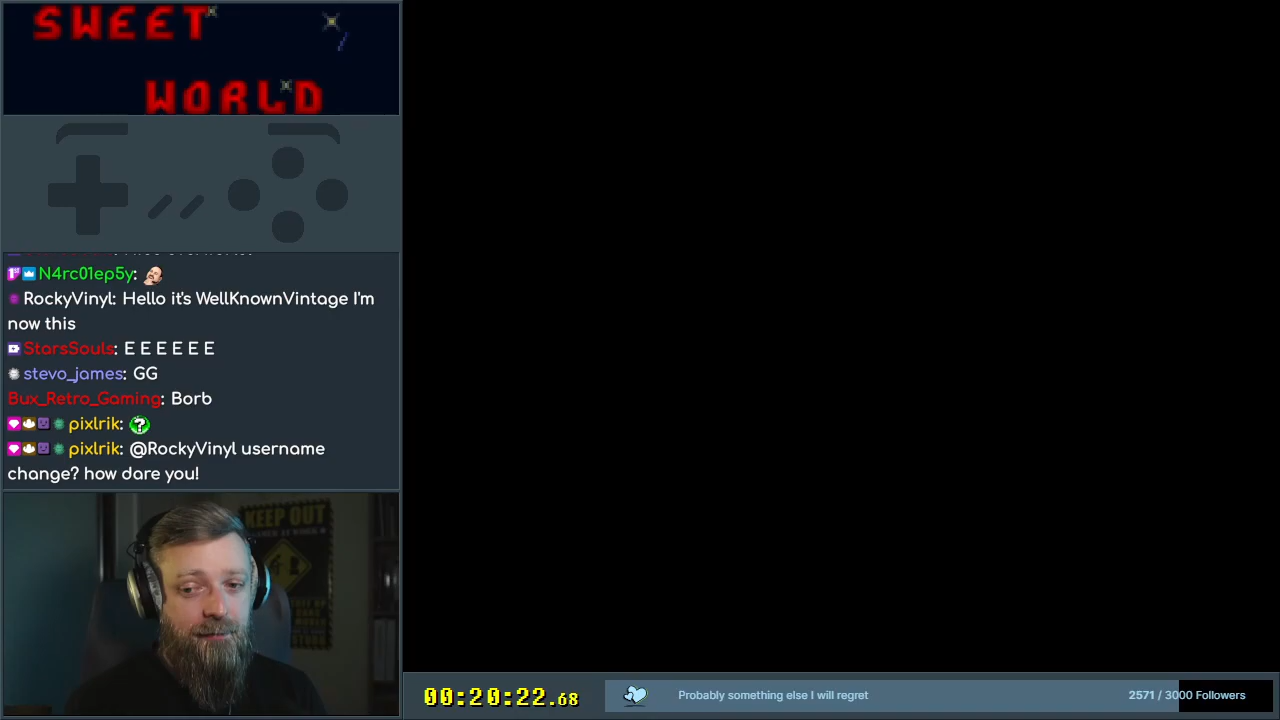 SWEET
WORLD
N4rc01ep5y:
RockyVinyl: Hello it's WellKnownVintage I'm
now this
StarsSouls: E E E E E E
stevo_james: GG
Bux_Retro_Gaming: Borb
pixlrik:
pixlrik: @RockyVinyl username
change? how dare you!
KEEP OUT
00:20:22.68
Probably something else I will regret
2571 / 3000 Followers